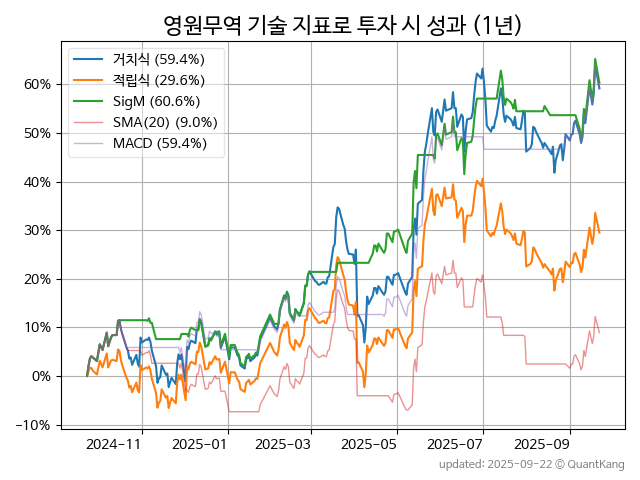 영원무역 기술 지표로 투자 시 성과 (1년)
거치식 (59.4%)
적립식 (29.6%)
SigM (60.6%)
SMA(20) (9.0%)
MACD (59.4%)
60%
50%
40%
30%
20%
10%
0%
−10%
2024-11 2025-01 2025-03 2025-05 2025-07 2025-09
updated: 2025-09-22 © QuantKang